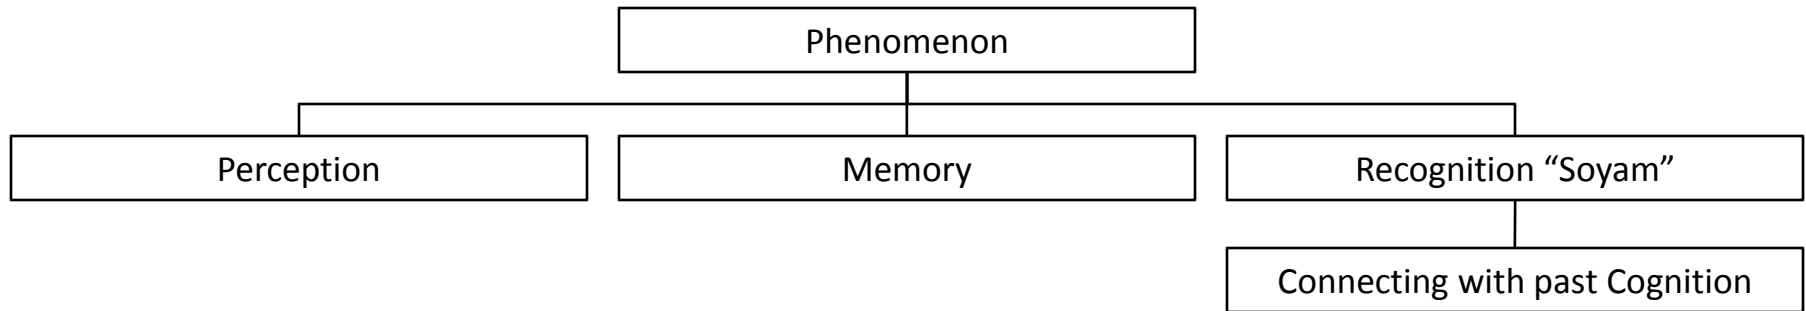 Phenomenon
Perception
Memory
Recognition “Soyam”
Connecting with past Cognition